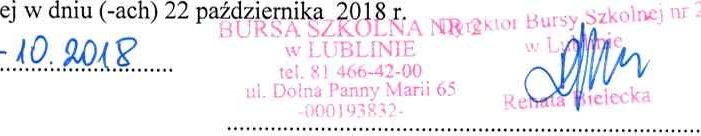 ej w dniu (-ach) 22 października 2018 r.
-10.2018
BURSA SZKOLNA NR 2
w LUBLINIE
tel. 81 466-42-00
ul. Dolna Panny Marii 65
-000193832-
Dyrektor Bursy Szkolnej nr 2
w Lublinie
Renata Bielecka